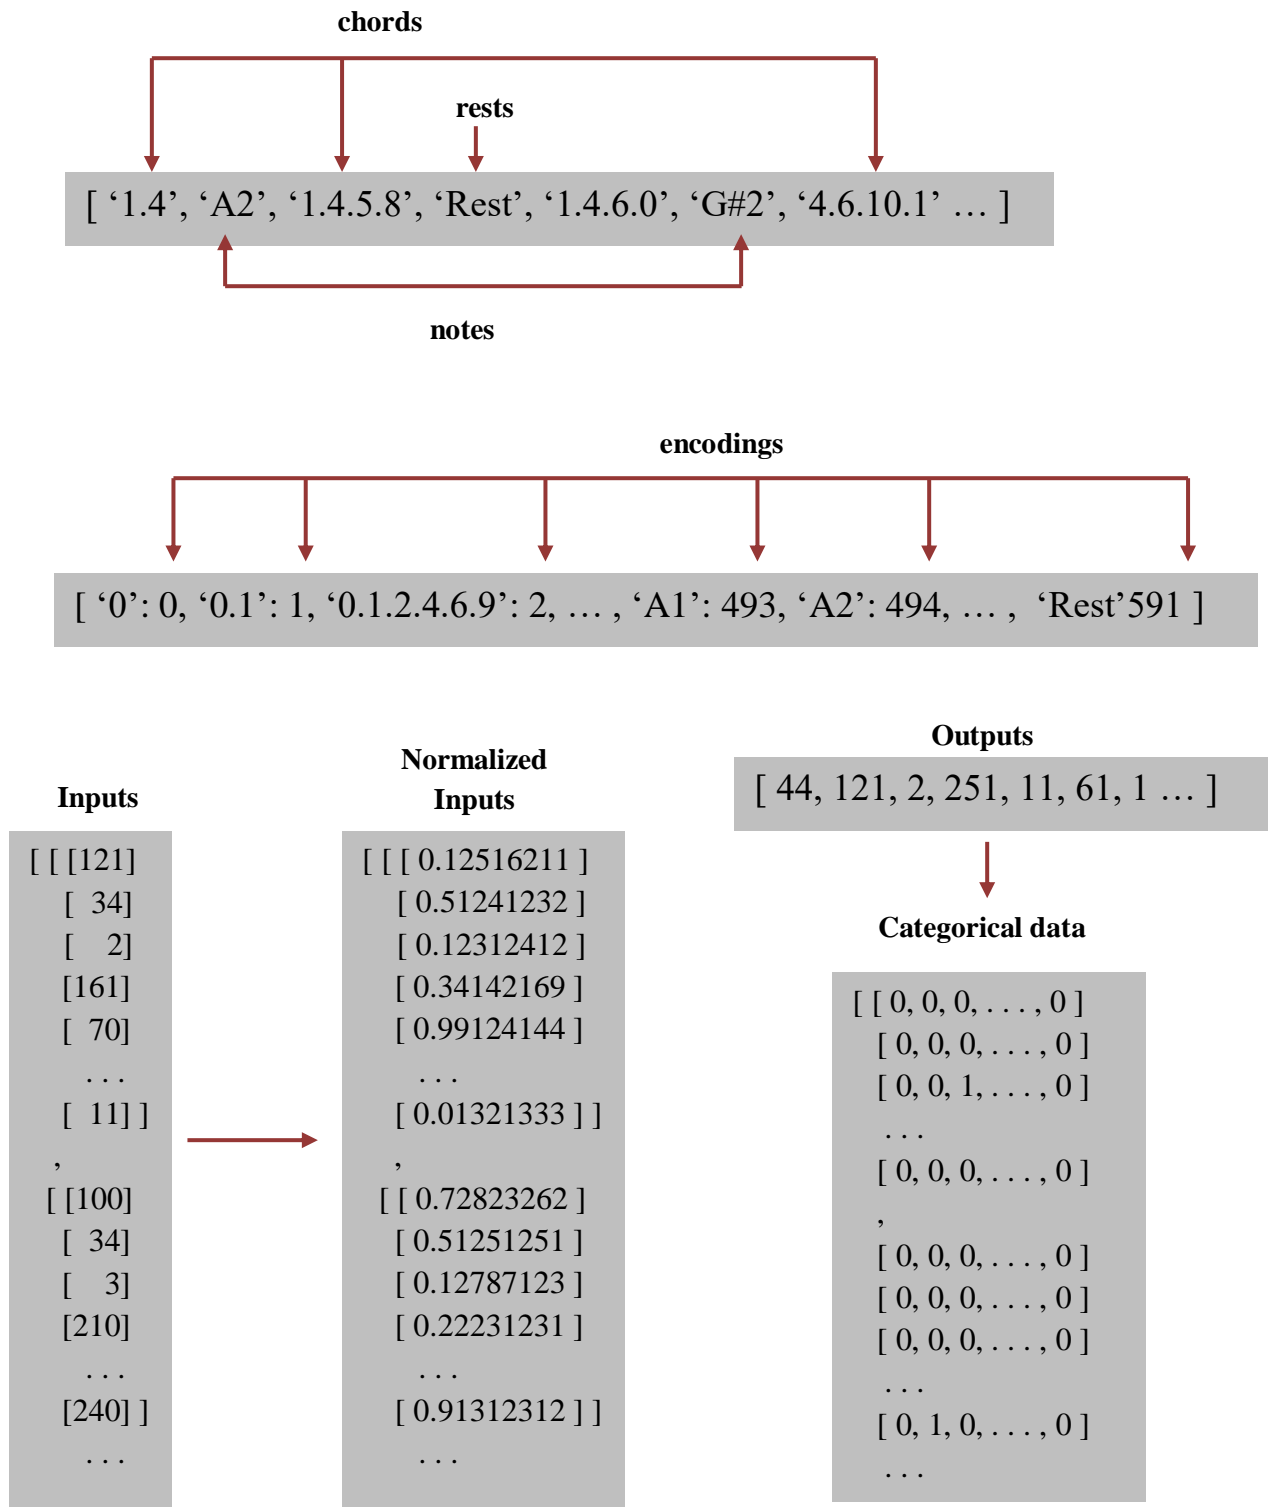 chords
rests
[ ‘1.4’, ‘A2’, ‘1.4.5.8’, ‘Rest’, ‘1.4.6.0’, ‘G#2’, ‘4.6.10.1’ … ]
notes
encodings
[ ‘0’: 0, ‘0.1’: 1, ‘0.1.2.4.6.9’: 2, … , ‘A1’: 493, ‘A2’: 494, … , ‘Rest’591 ]
Inputs
[ [ [121]
[ 34]
[ 2]
[161]
[ 70]
. . .
[ 11] ]
,
[ [100]
[ 34]
[ 3]
[210]
. . .
[240] ]
. . .
Normalized
Inputs
[ [ [ 0.12516211 ]
[ 0.51241232 ]
[ 0.12312412 ]
[ 0.34142169 ]
[ 0.99124144 ]
. . .
[ 0.01321333 ] ]
,
[ [ 0.72823262 ]
[ 0.51251251 ]
[ 0.12787123 ]
[ 0.22231231 ]
. . .
[ 0.91312312 ] ]
. . .
Outputs
[ 44, 121, 2, 251, 11, 61, 1 … ]
Categorical data
[ [ 0, 0, 0, . . . , 0 ]
[ 0, 0, 0, . . . , 0 ]
[ 0, 0, 1, . . . , 0 ]
. . .
[ 0, 0, 0, . . . , 0 ]
,
[ 0, 0, 0, . . . , 0 ]
[ 0, 0, 0, . . . , 0 ]
[ 0, 0, 0, . . . , 0 ]
. . .
[ 0, 1, 0, . . . , 0 ]
. . .